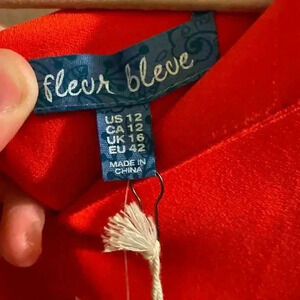 fleur bleue
US 12
CA 12
UK 16
EU 42
MADE IN
CHINA